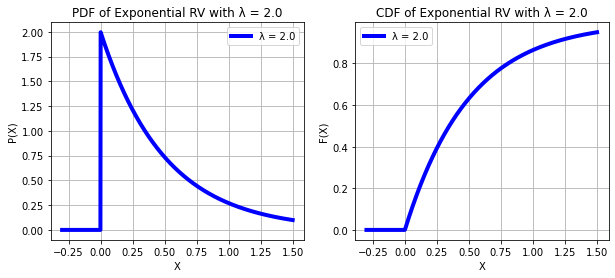 PDF of Exponential RV with λ = 2.0
λ = 2.0
P(X)
2.00
1.75
1.50
1.25
1.00
0.75
0.50
0.25
0.00
−0.25 0.00 0.25 0.50 0.75 1.00 1.25 1.50
X
CDF of Exponential RV with λ = 2.0
λ = 2.0
F(X)
0.8
0.6
0.4
0.2
0.0
−0.25 0.00 0.25 0.50 0.75 1.00 1.25 1.50
X